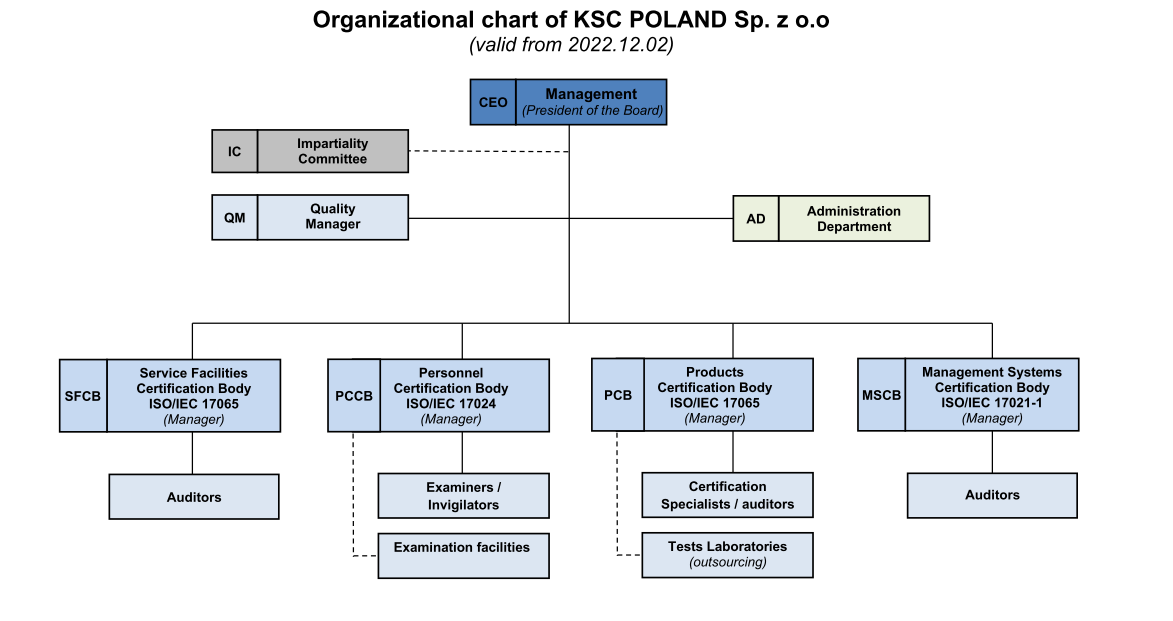 Organizational chart of KSC POLAND Sp. z o.o
(valid from 2022.12.02)
CEO
Management
(President of the Board)
IC
Impartiality
Committee
QM
Quality
Manager
AD
Administration
Department
SFCB
Service Facilities
Certification Body
ISO/IEC 17065
(Manager)
PCCB
Personnel
Certification Body
ISO/IEC 17024
(Manager)
PCB
Products
Certification Body
ISO/IEC 17065
(Manager)
MSCB
Management Systems
Certification Body
ISO/IEC 17021-1
(Manager)
Auditors
Examiners /
Invigilators
Certification
Specialists / auditors
Auditors
Examination facilities
Tests Laboratories
(outsourcing)